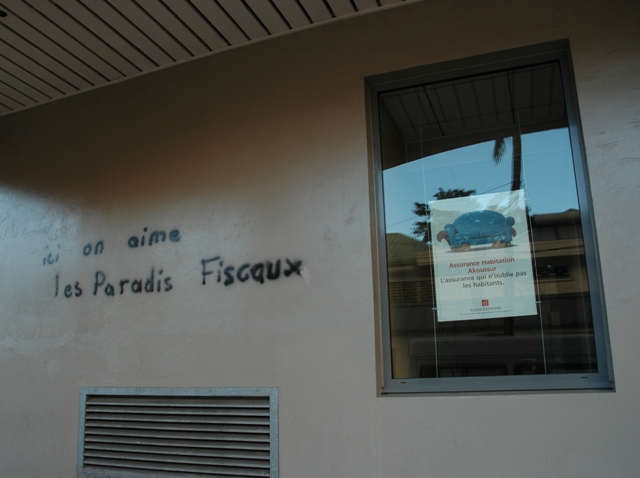 ici on aime
les Paradis Fiscaux
Assurance Habitation
Akoussur
L'assurance qui n'oublie pas
les habitants.